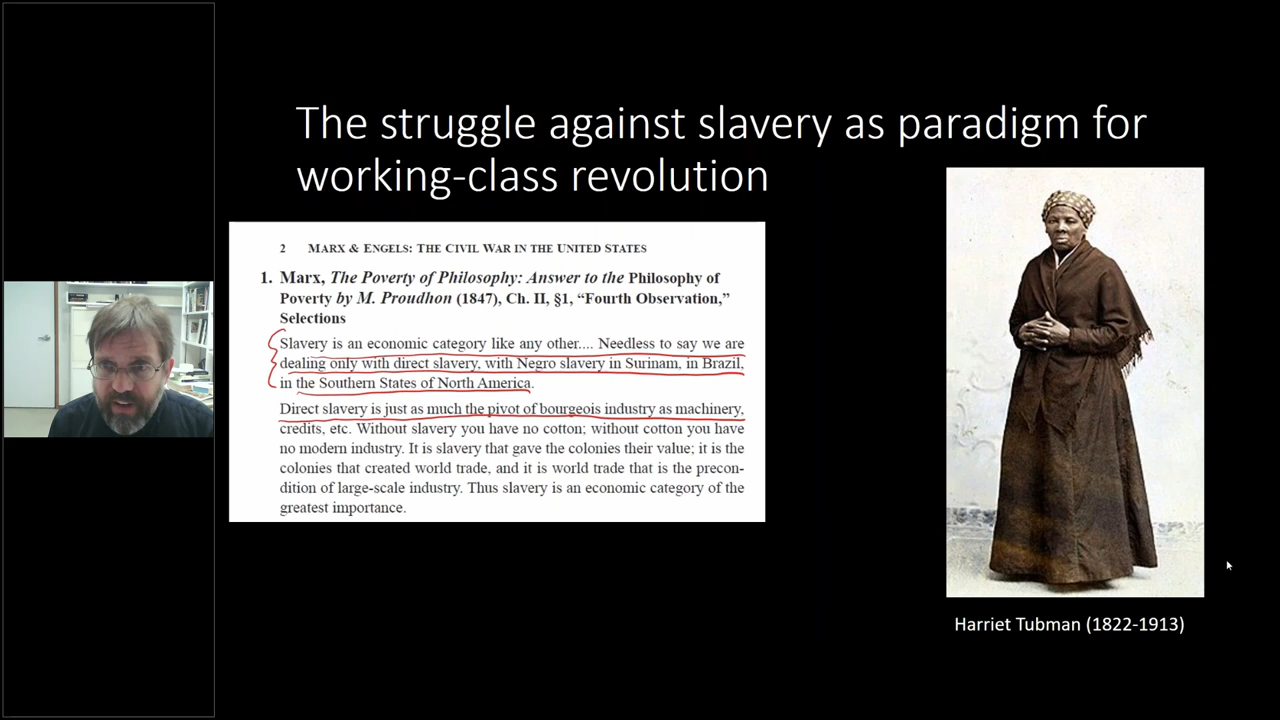 The struggle against slavery as paradigm for
working-class revolution
2 MARX & ENGELS: THE CIVIL WAR IN THE UNITED STATES
1. Marx, The Poverty of Philosophy: Answer to the Philosophy of
Poverty by M. Proudhon (1847), Ch. II, §1, “Fourth Observation,”
Selections
Slavery is an economic category like any other.... Needless to say we are
dealing only with direct slavery, with Negro slavery in Surinam, in Brazil,
in the Southern States of North America.
Direct slavery is just as much the pivot of bourgeois industry as machinery,
credits, etc. Without slavery you have no cotton; without cotton you have
no modern industry. It is slavery that gave the colonies their value; it is the
colonies that created world trade, and it is world trade that is the precon-
dition of large-scale industry. Thus slavery is an economic category of the
greatest importance.
Harriet Tubman (1822-1913)